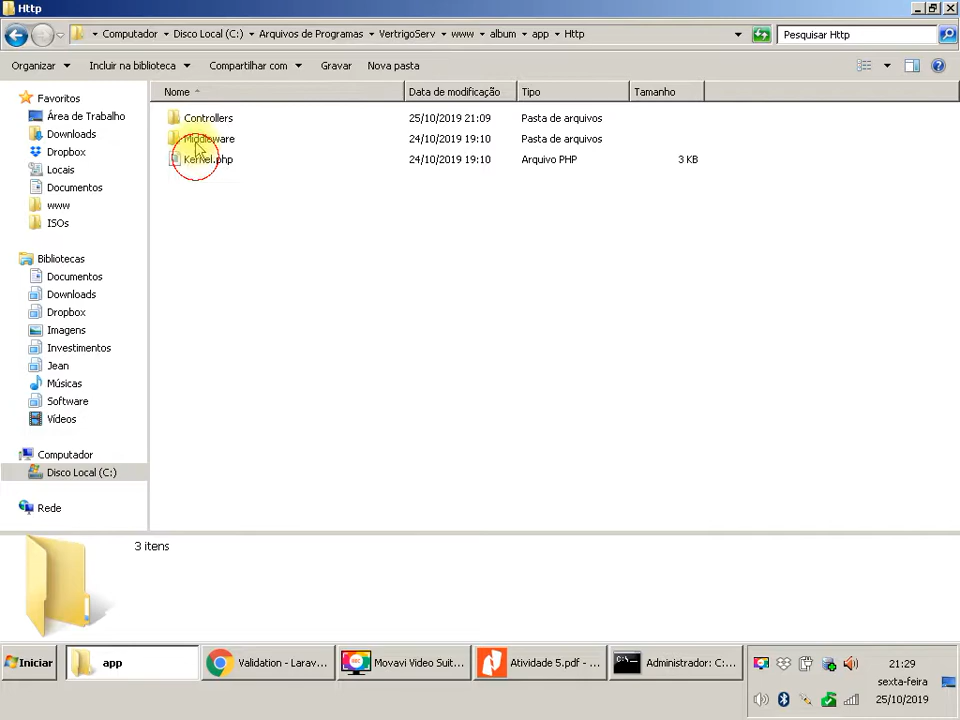 Http
Computador
Disco Local (C:)
Arquivos de Programas
VertrigoServ
www
album
app
Http
Pesquisar Http
Organizar
Incluir na biblioteca
Compartilhar com
Gravar
Nova pasta
Nome
Data de modificação
Tipo
Tamanho
Favoritos
Área de Trabalho
Downloads
Dropbox
Locais
Documentos
www
ISOs
Bibliotecas
Documentos
Downloads
Dropbox
Imagens
Investimentos
Jean
Músicas
Software
Vídeos
Computador
Disco Local (C:)
Rede
Controllers 25/10/2019 21:09 Pasta de arquivos
Middleware 24/10/2019 19:10 Pasta de arquivos
Kernel.php 24/10/2019 19:10 Arquivo PHP 3 KB
3 itens
Iniciar
app
Validation - Larav...
Movavi Video Suit...
Atividade 5.pdf - ...
Administrador: C:...
21:29
sexta-feira
25/10/2019